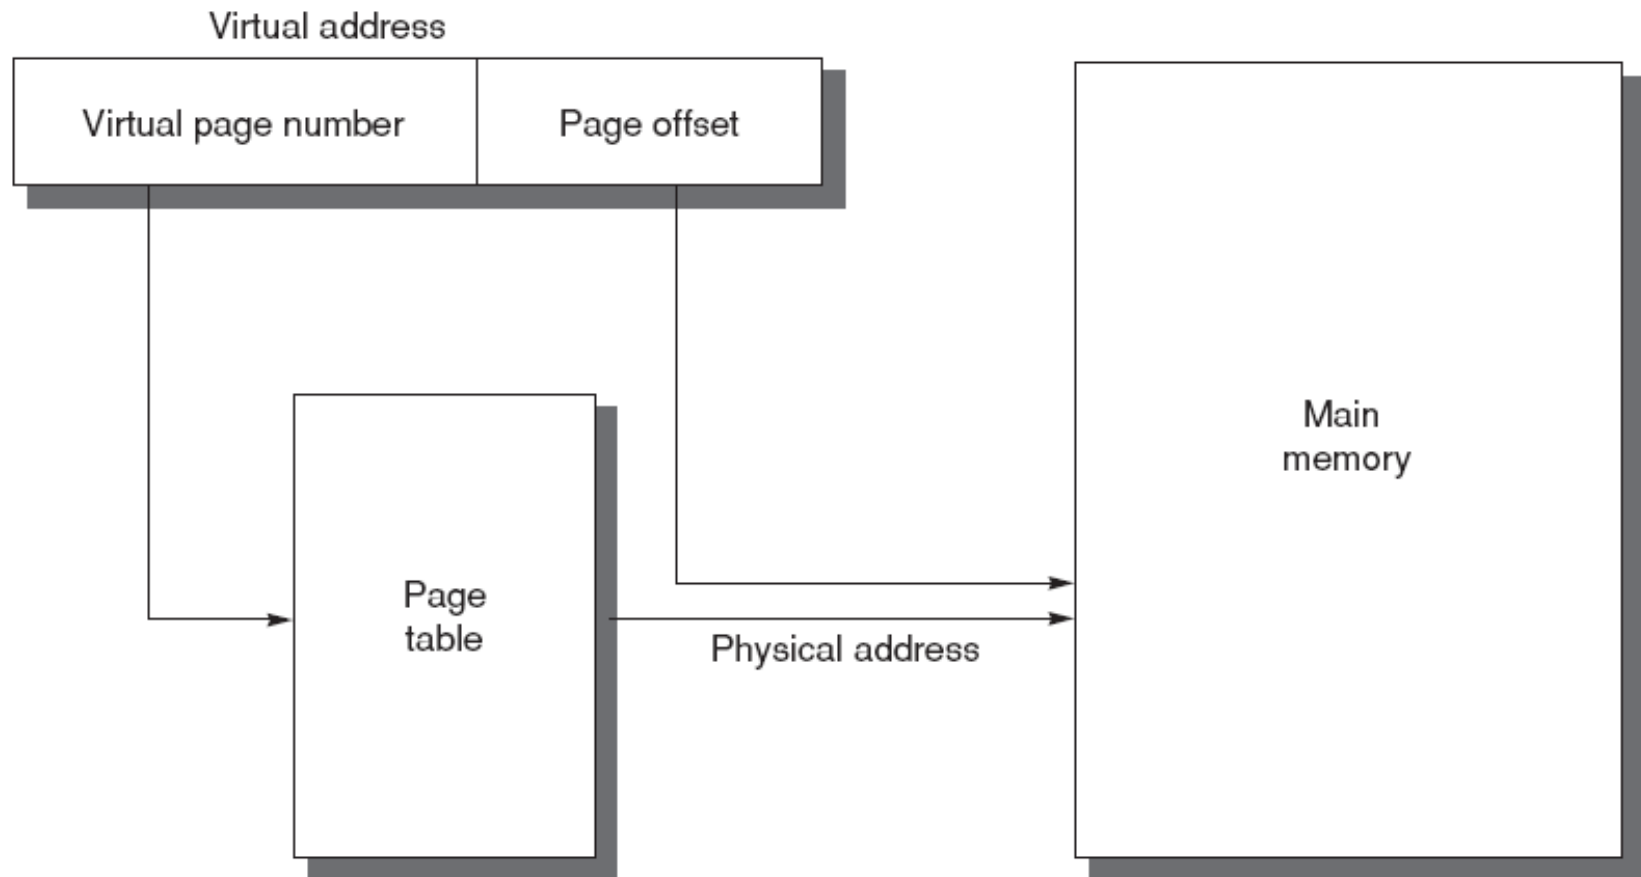 Virtual address
Virtual page number
Page offset
Page
table
Physical address
Main
memory